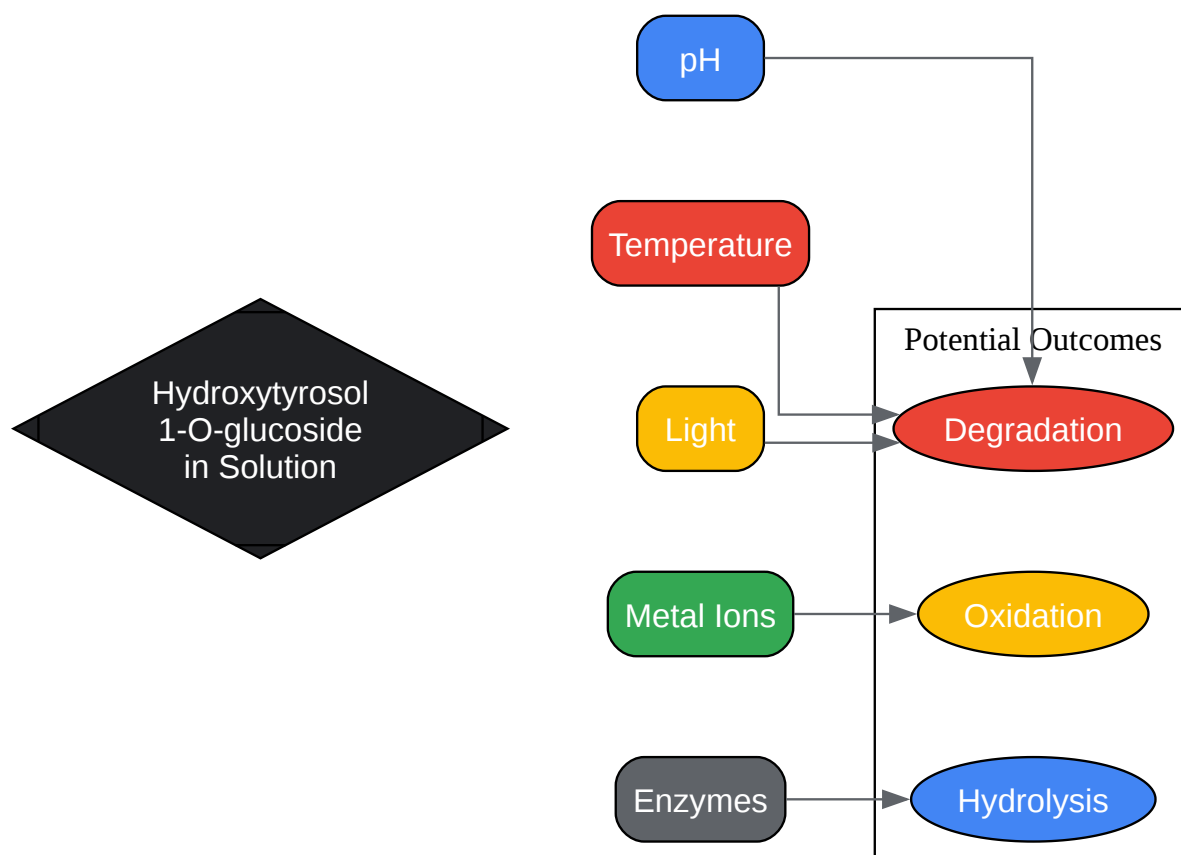 pH
Temperature
Potential Outcomes
Hydroxytyrosol
1-O-glucoside
in Solution
Light
Degradation
Metal Ions
Oxidation
Enzymes
Hydrolysis